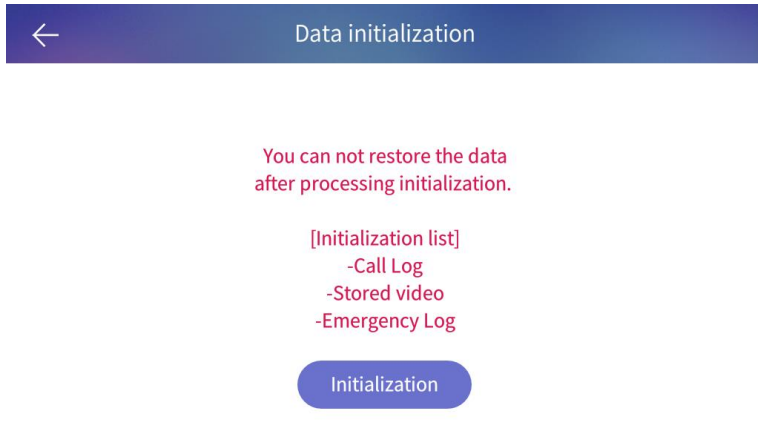 Data initialization
You can not restore the data
after processing initialization.
[Initialization list]
-Call Log
-Stored video
-Emergency Log
Initialization